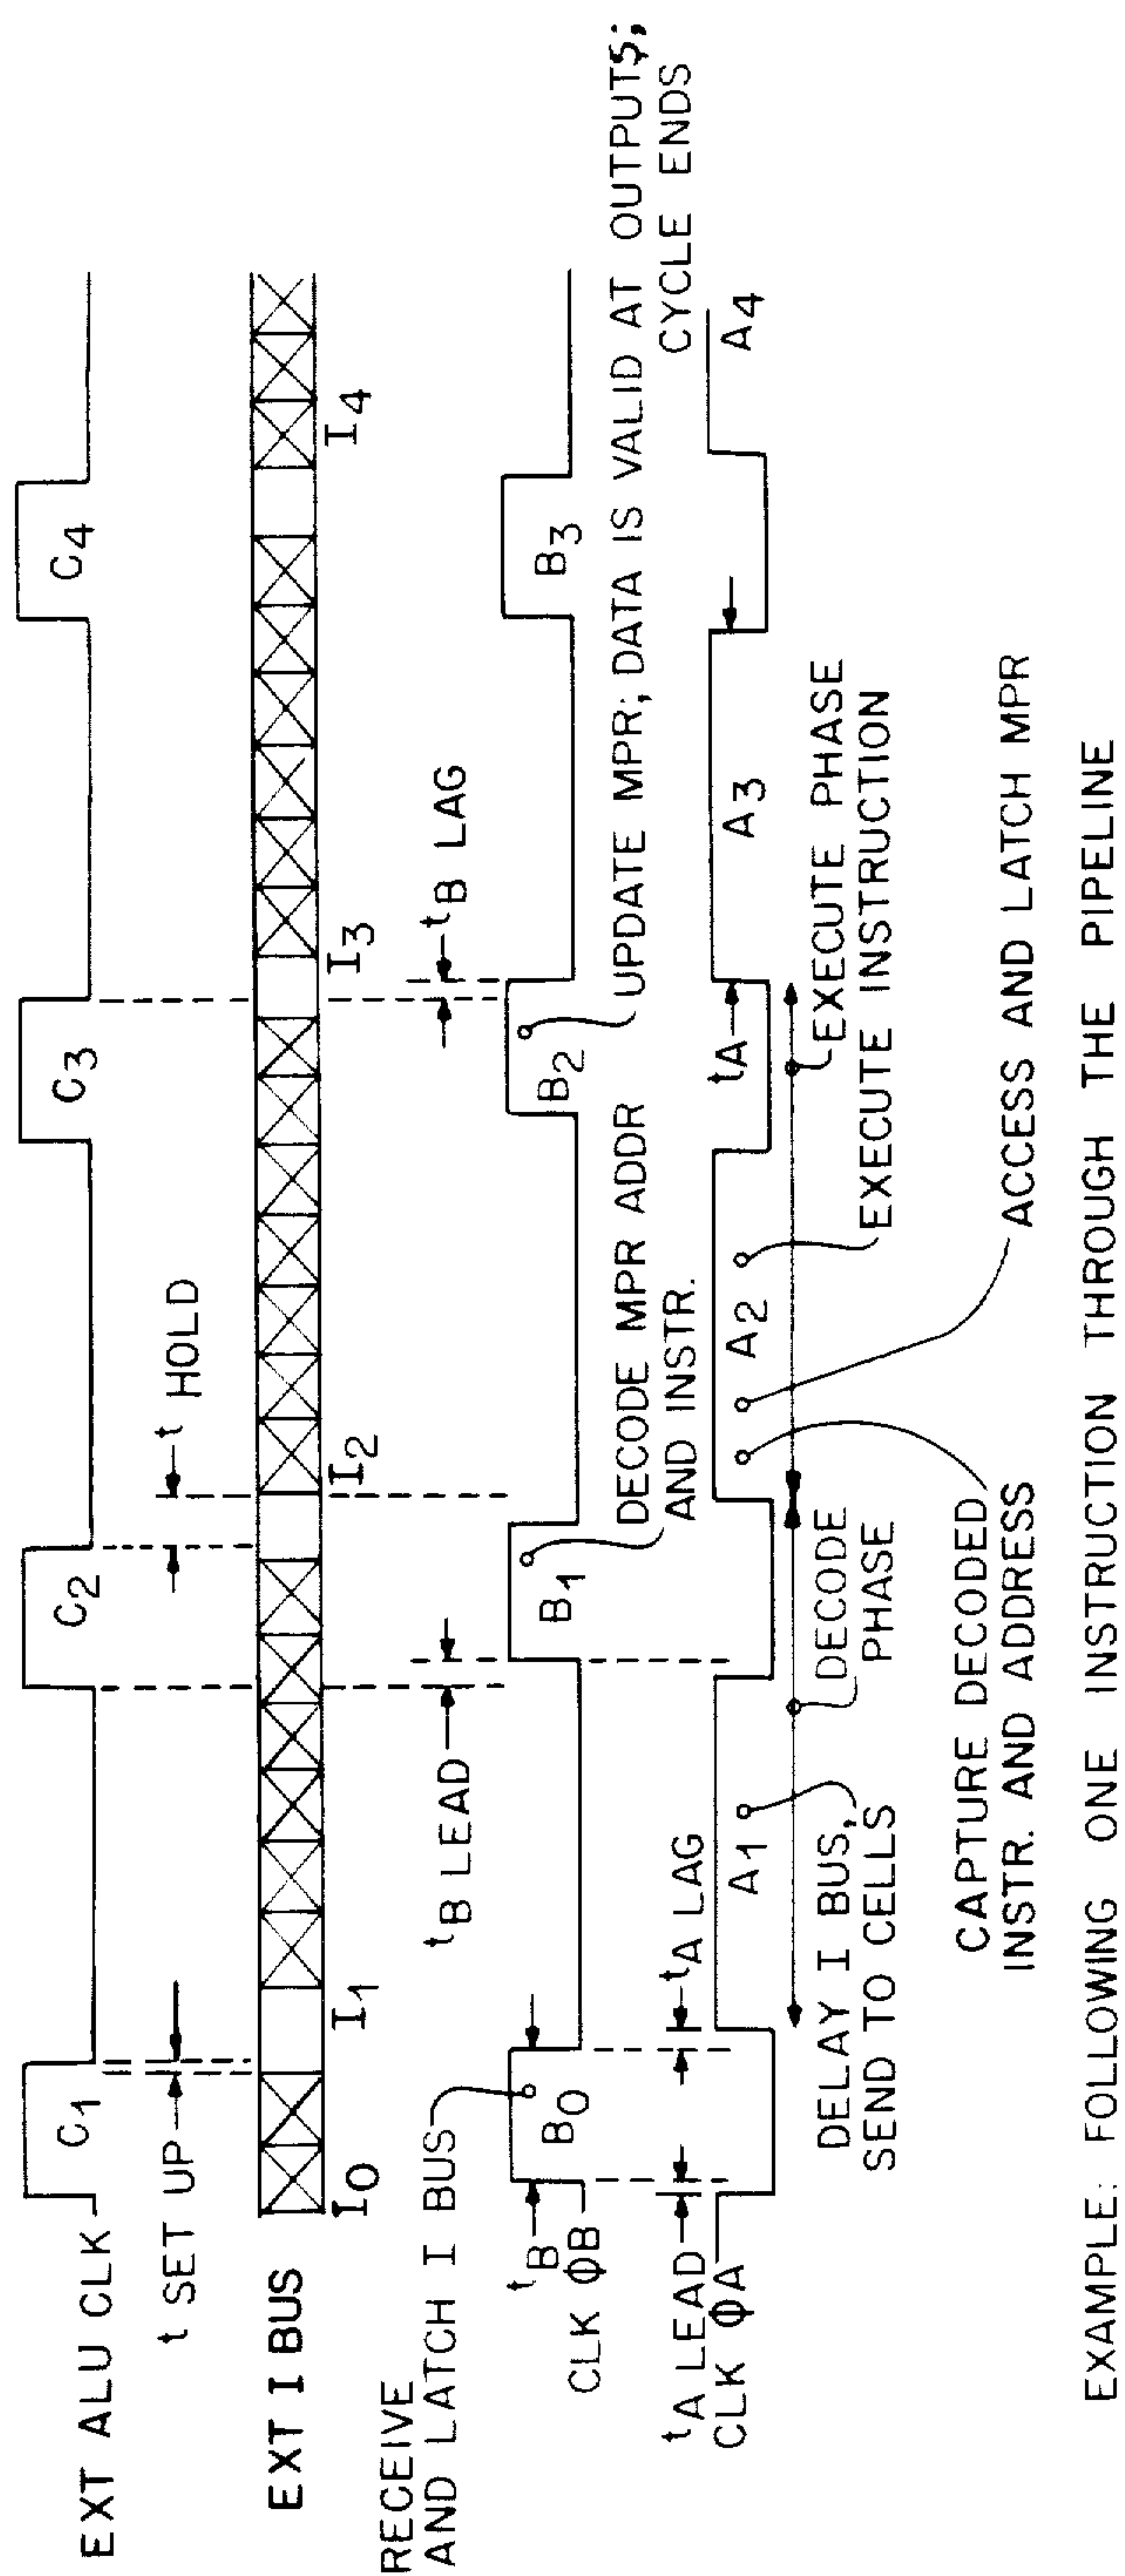 EXT ALU CLK
C1
C2
C3
C4
t SET UP
t HOLD
EXT I BUS
I0
I1
I2
I3
I4
RECEIVE
AND LATCH I BUS
tB LEAD
tB LAG
tB
CLK ΦB
B0
B1
B2
B3
DECODE MPR ADDR
AND INSTR.
UPDATE MPR; DATA IS VALID AT OUTPUTS;
CYCLE ENDS
tA LEAD
CLK ΦA
tA LAG
A1
A2
tA
A3
A4
DELAY I BUS,
SEND TO CELLS
DECODE
PHASE
EXECUTE PHASE
EXECUTE INSTRUCTION
CAPTURE DECODED
INSTR. AND ADDRESS
ACCESS AND LATCH MPR
EXAMPLE: FOLLOWING ONE INSTRUCTION THROUGH THE PIPELINE